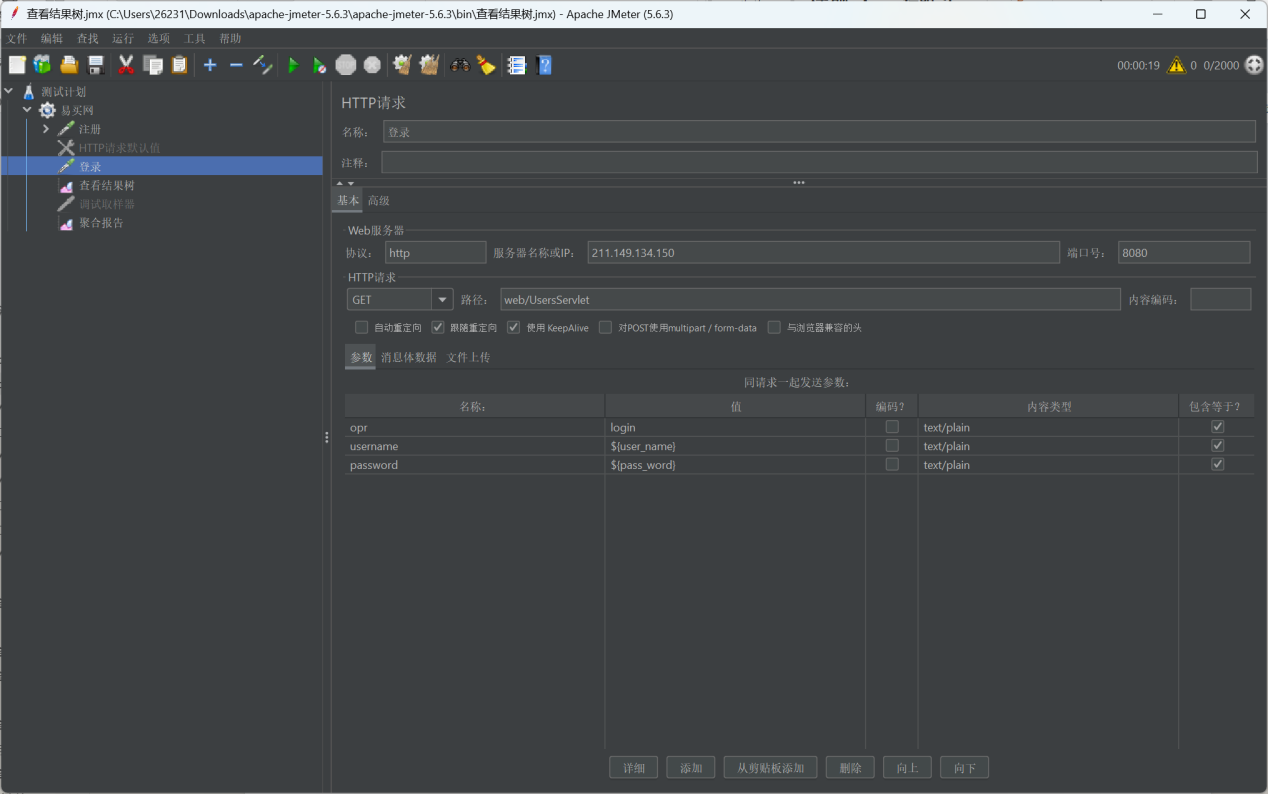 查看结果树.jmx (C:\Users\26231\Downloads\apache-jmeter-5.6.3\apache-jmeter-5.6.3\bin\查看结果树.jmx) - Apache JMeter (5.6.3)
文件 编辑 查找 运行 选项 工具 帮助
00:00:19 0 0/2000
测试计划
易买网
注册
HTTP请求默认值
登录
查看结果树
调试取样器
聚合报告
HTTP请求
名称： 登录
注释：
基本 高级
Web服务器
协议： http 服务器名称或IP： 211.149.134.150 端口号： 8080
HTTP请求
GET 路径： web/UsersServlet 内容编码：
自动重定向 跟随重定向 使用 KeepAlive 对POST使用multipart / form-data 与浏览器兼容的头
参数 消息体数据 文件上传
同请求一起发送参数：
名称： 值 编码？ 内容类型 包含等于？
opr login text/plain
username ${user_name} text/plain
password ${pass_word} text/plain
详细 添加 从剪贴板添加 删除 向上 向下